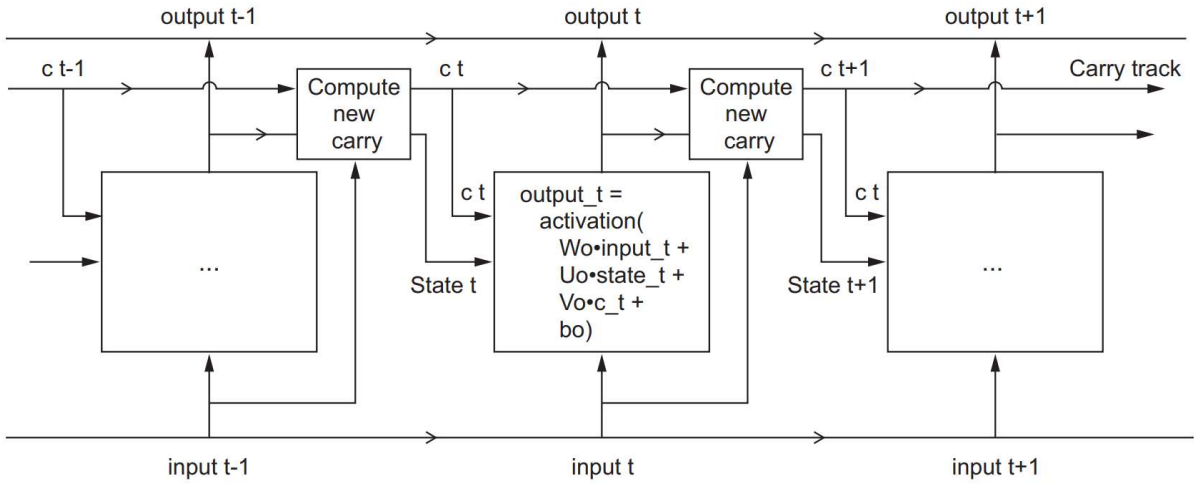 output t-1
output t
output t+1
c t-1
Compute
new
carry
c t
Compute
new
carry
c t+1
Carry track
c t
output_t =
activation(
Wo•input_t +
Uo•state_t +
Vo•c_t +
bo)
c t
...
State t
State t+1
...
input t-1
input t
input t+1